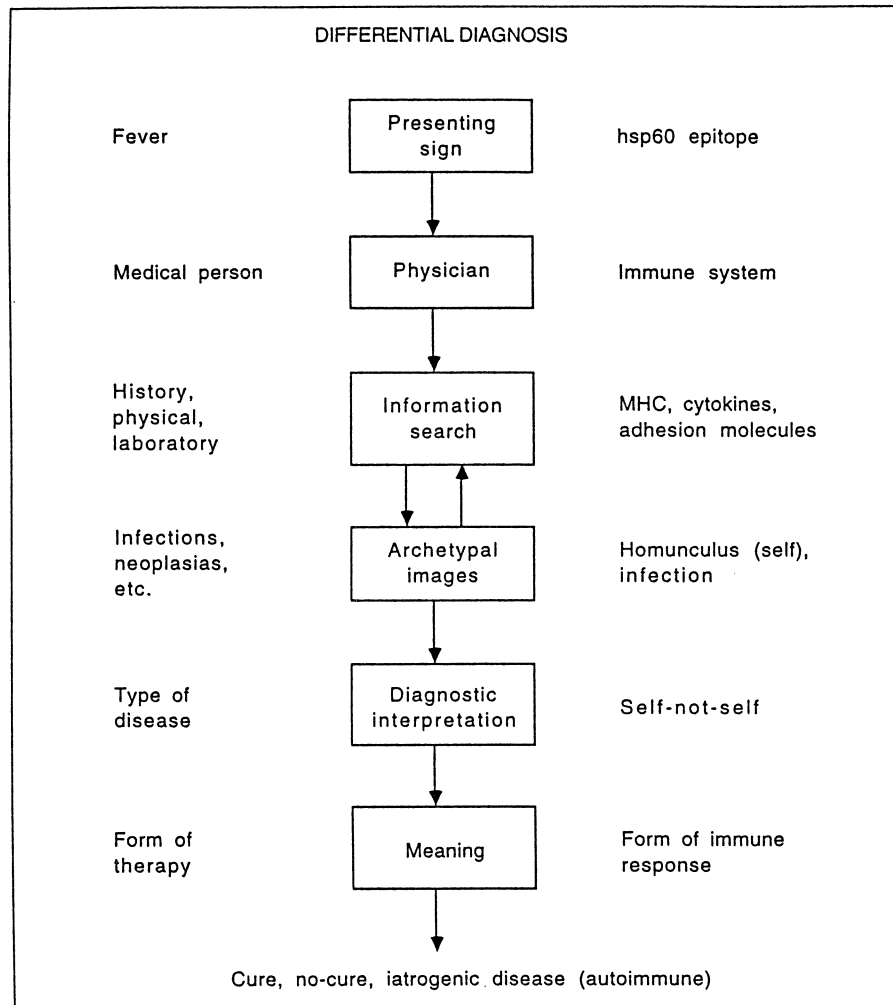 DIFFERENTIAL DIAGNOSIS
Fever
Presenting
sign
hsp60 epitope
Medical person
Physician
Immune system
History,
physical,
laboratory
Information
search
MHC, cytokines,
adhesion molecules
Infections,
neoplasias,
etc.
Archetypal
images
Homunculus (self),
infection
Type of
disease
Diagnostic
interpretation
Self-not-self
Form of
therapy
Meaning
Form of immune
response
Cure, no-cure, iatrogenic disease (autoimmune)